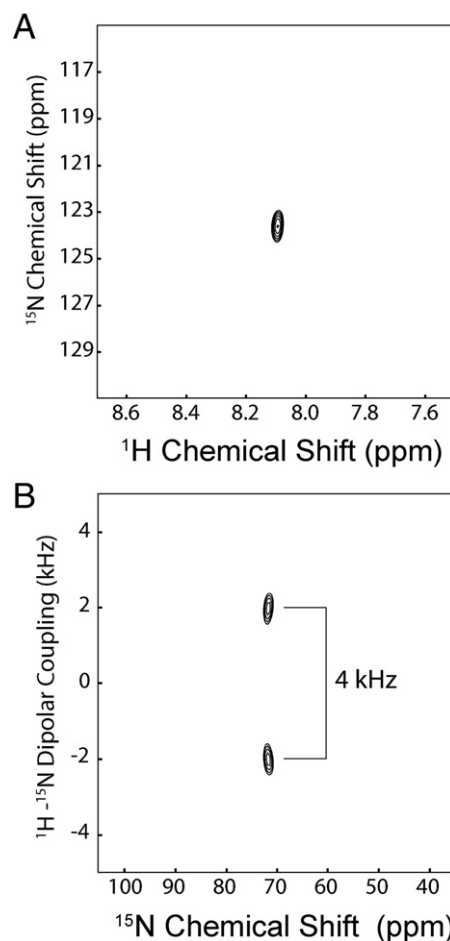 A
¹⁵N Chemical Shift (ppm)
117
119
121
123
125
127
129
8.6 8.4 8.2 8.0 7.8 7.6
¹H Chemical Shift (ppm)
B
¹H -¹⁵N Dipolar Coupling (kHz)
4
2
0
-2
-4
4 kHz
100 90 80 70 60 50 40
¹⁵N Chemical Shift (ppm)